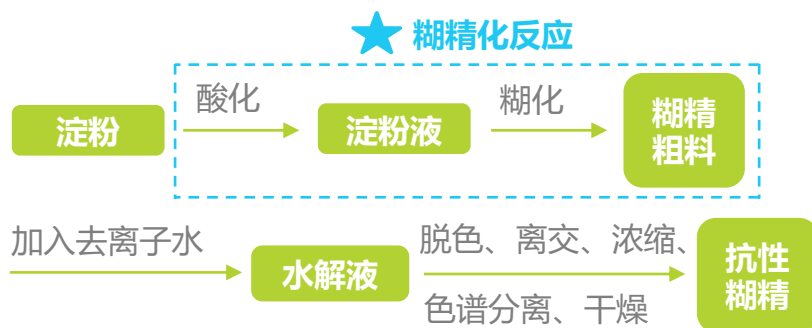 糊精化反应
淀粉
酸化
淀粉液
糊化
糊精
粗料
加入去离子水
水解液
脱色、离交、浓缩、
色谱分离、干燥
抗性
糊精